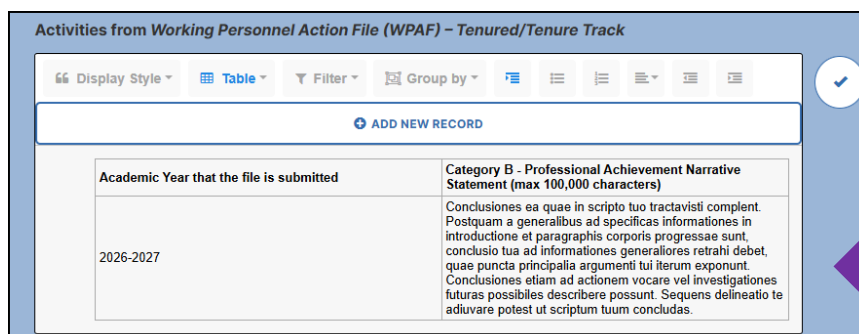 Activities from Working Personnel Action File (WPAF) – Tenured/Tenure Track
Display Style Table Filter Group by
ADD NEW RECORD
Academic Year that the file is submitted
Category B - Professional Achievement Narrative
Statement (max 100,000 characters)
2026-2027
Conclusiones ea quae in scripto tuo tractavisti complent.
Postquam a generalibus ad specificas informationes in
introductione et paragraphis corporis progressae sunt,
conclusio tua ad informationes generaliores retrahi debet,
quae puncta principalia argumenti tui iterum exponunt.
Conclusiones etiam ad actionem vocare vel investigationes
futuras possibiles describere possunt. Sequens delineatio te
adiuvare potest ut scriptum tuum concludas.